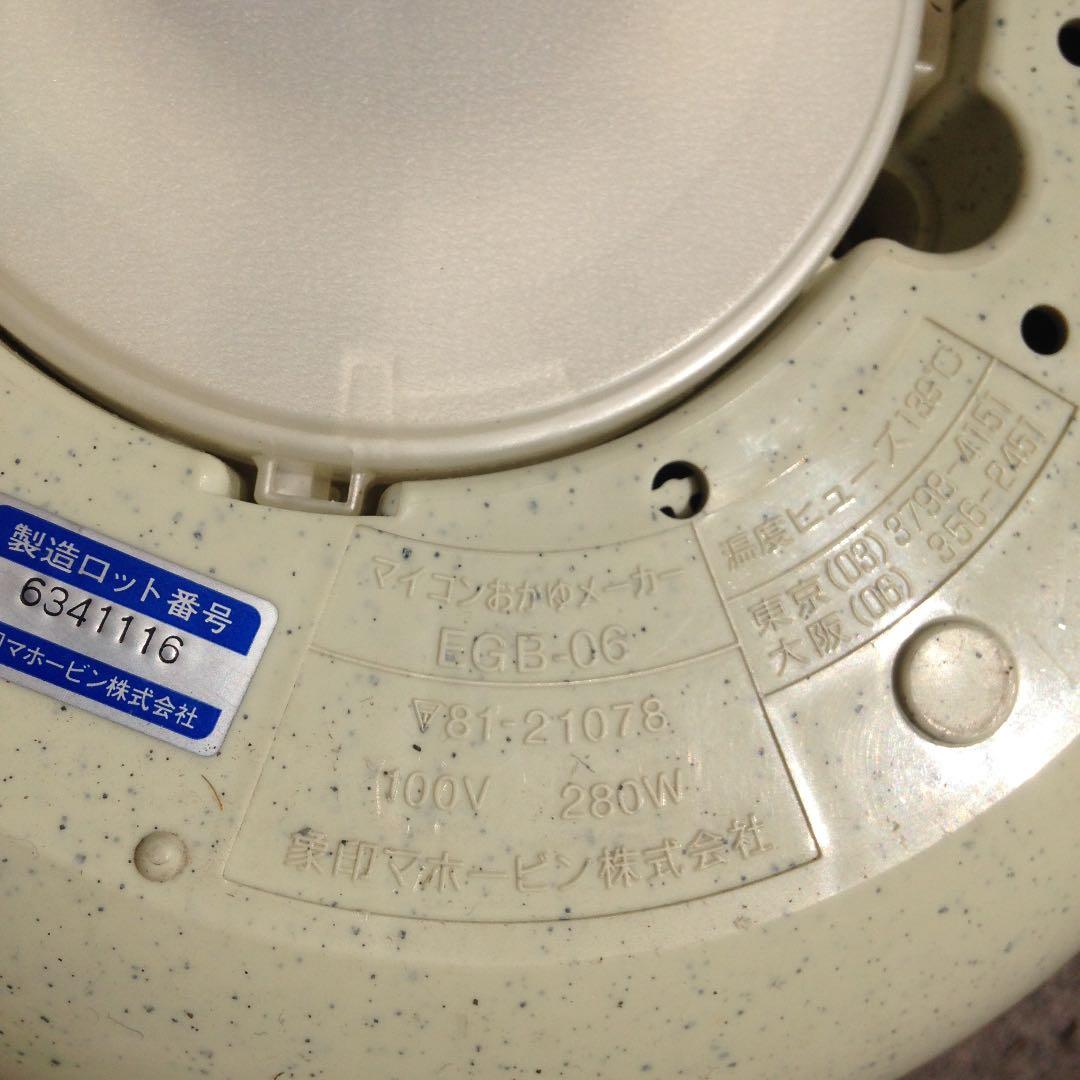 製造ロット番号
6341116
マホービン株式会社
マイコンおかゆメーカー
EGB-06
81-21078
100V 280W
象印マホービン株式会社
温度ヒューズ139℃
東京(03)3798-4151
大阪(06) 356-2451